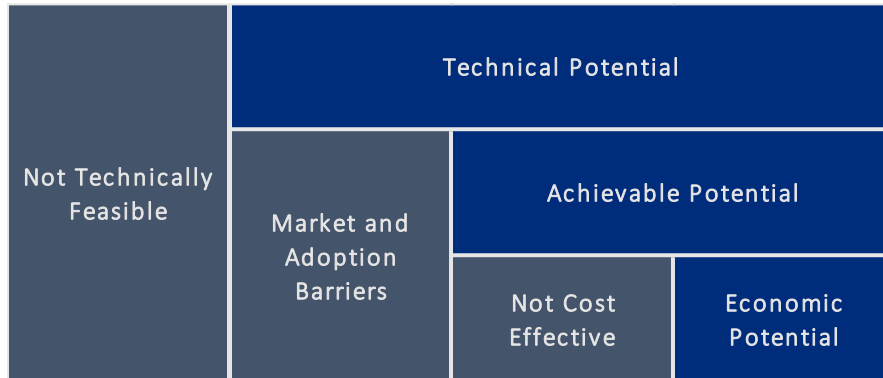 Technical Potential
Not Technically
Feasible
Achievable Potential
Market and
Adoption
Barriers
Not Cost
Effective
Economic
Potential